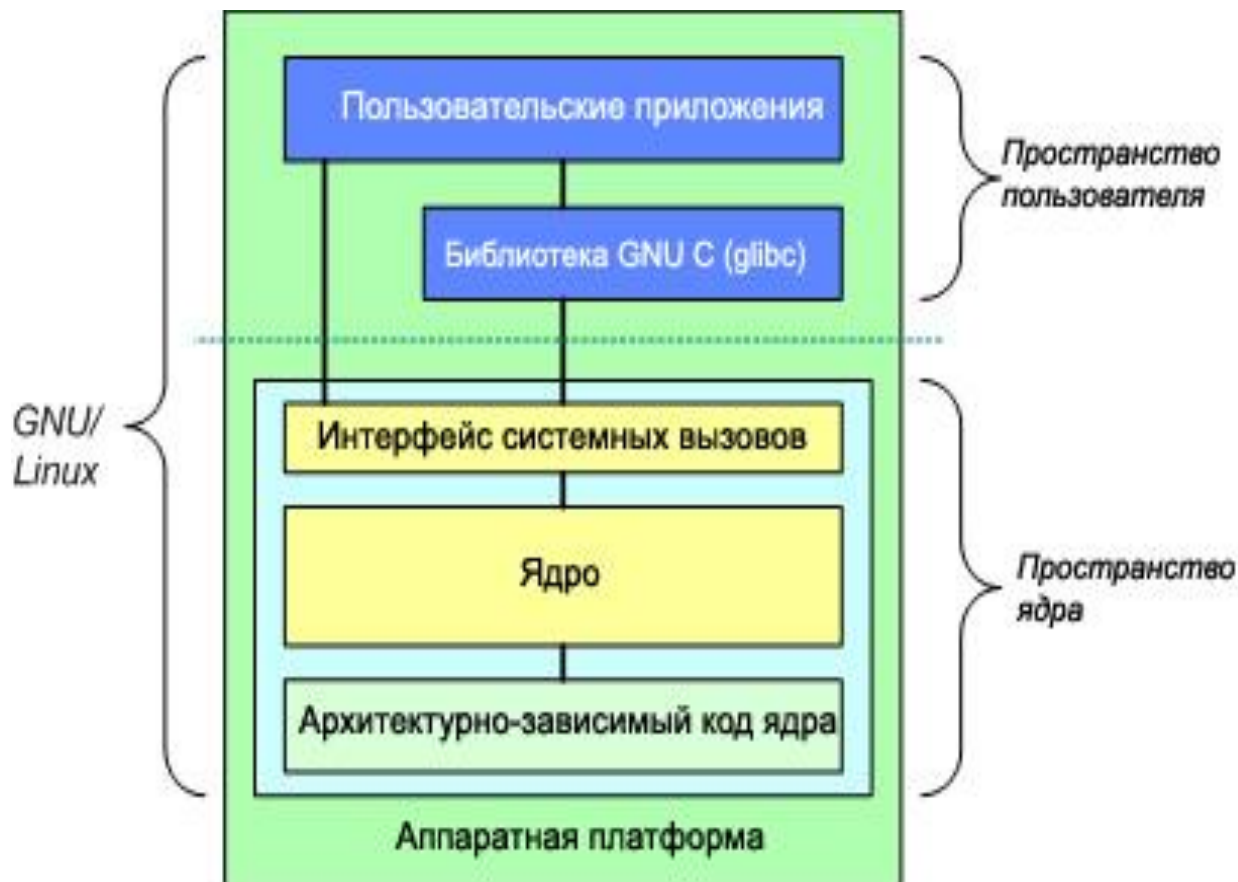 Пользовательские приложения
Пространство
пользователя
Библиотека GNU C (glibc)
GNU/
Linux
Интерфейс системных вызовов
Ядро
Пространство
ядра
Архитектурно-зависимый код ядра
Аппаратная платформа